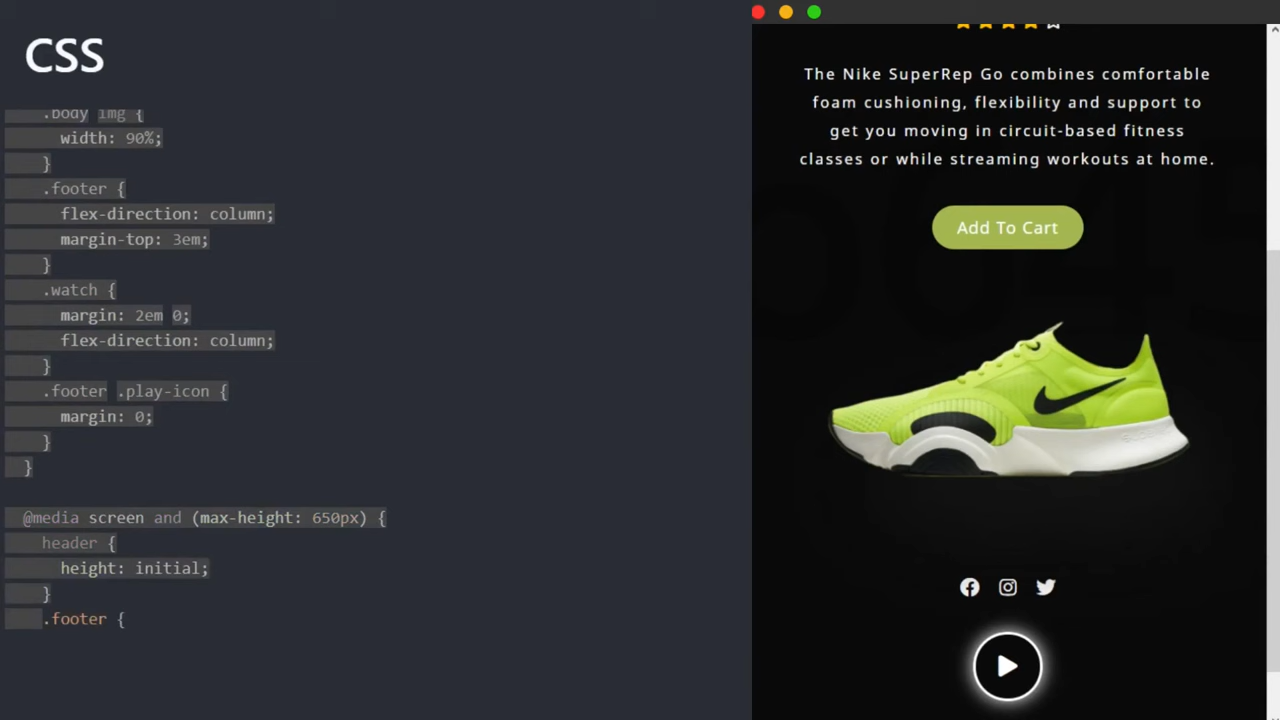 CSS
.body img {
width: 90%;
}
.footer {
flex-direction: column;
margin-top: 3em;
}
.watch {
margin: 2em 0;
flex-direction: column;
}
.footer .play-icon {
margin: 0;
}
}
@media screen and (max-height: 650px) {
header {
height: initial;
}
.footer {
The Nike SuperRep Go combines comfortable
foam cushioning, flexibility and support to
get you moving in circuit-based fitness
classes or while streaming workouts at home.
Add To Cart